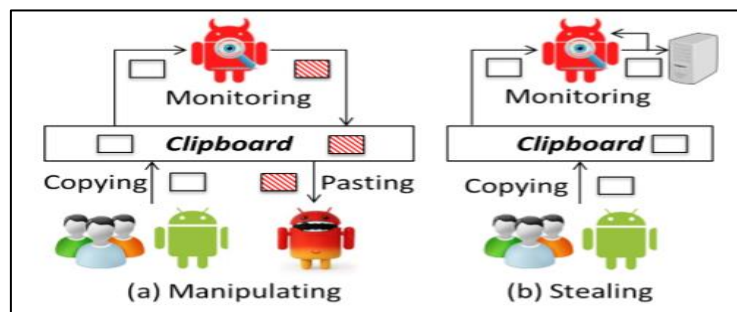 Monitoring
Clipboard
Copying
Pasting
(a) Manipulating
Monitoring
Clipboard
Copying
(b) Stealing